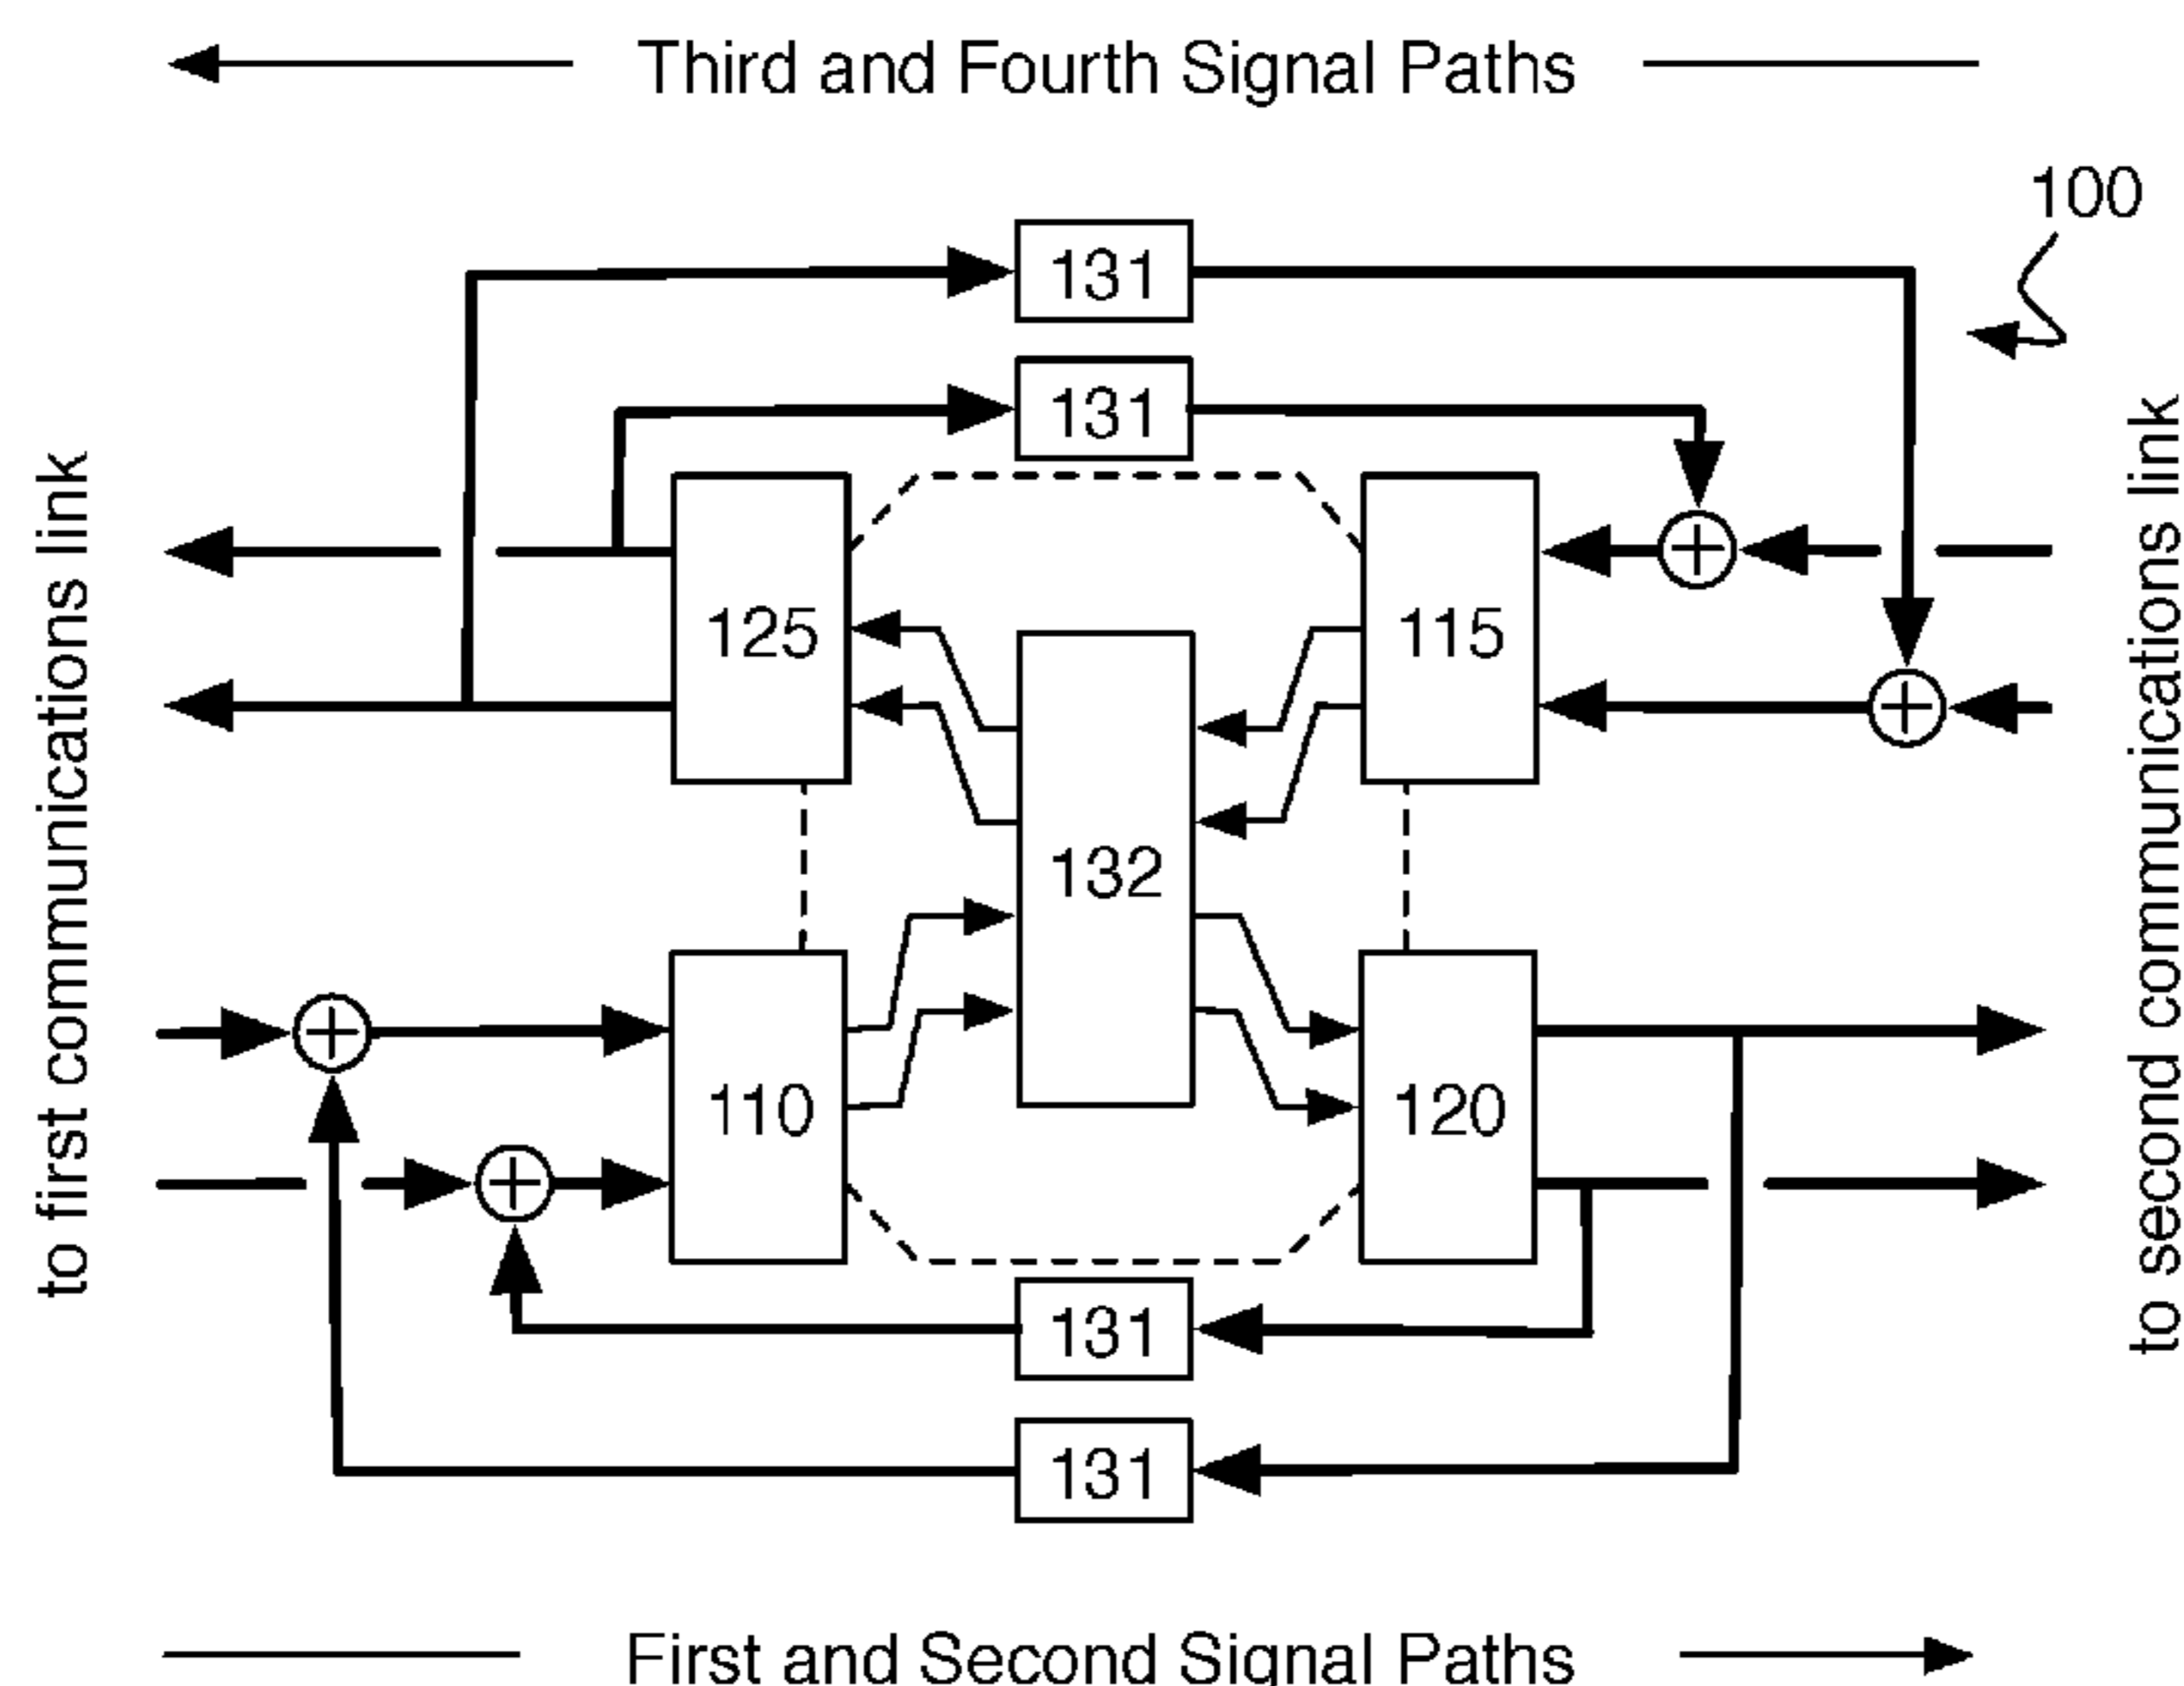 Third and Fourth Signal Paths
100
131
131
to first communications link
to second communications link
125
115
132
110
120
131
131
First and Second Signal Paths